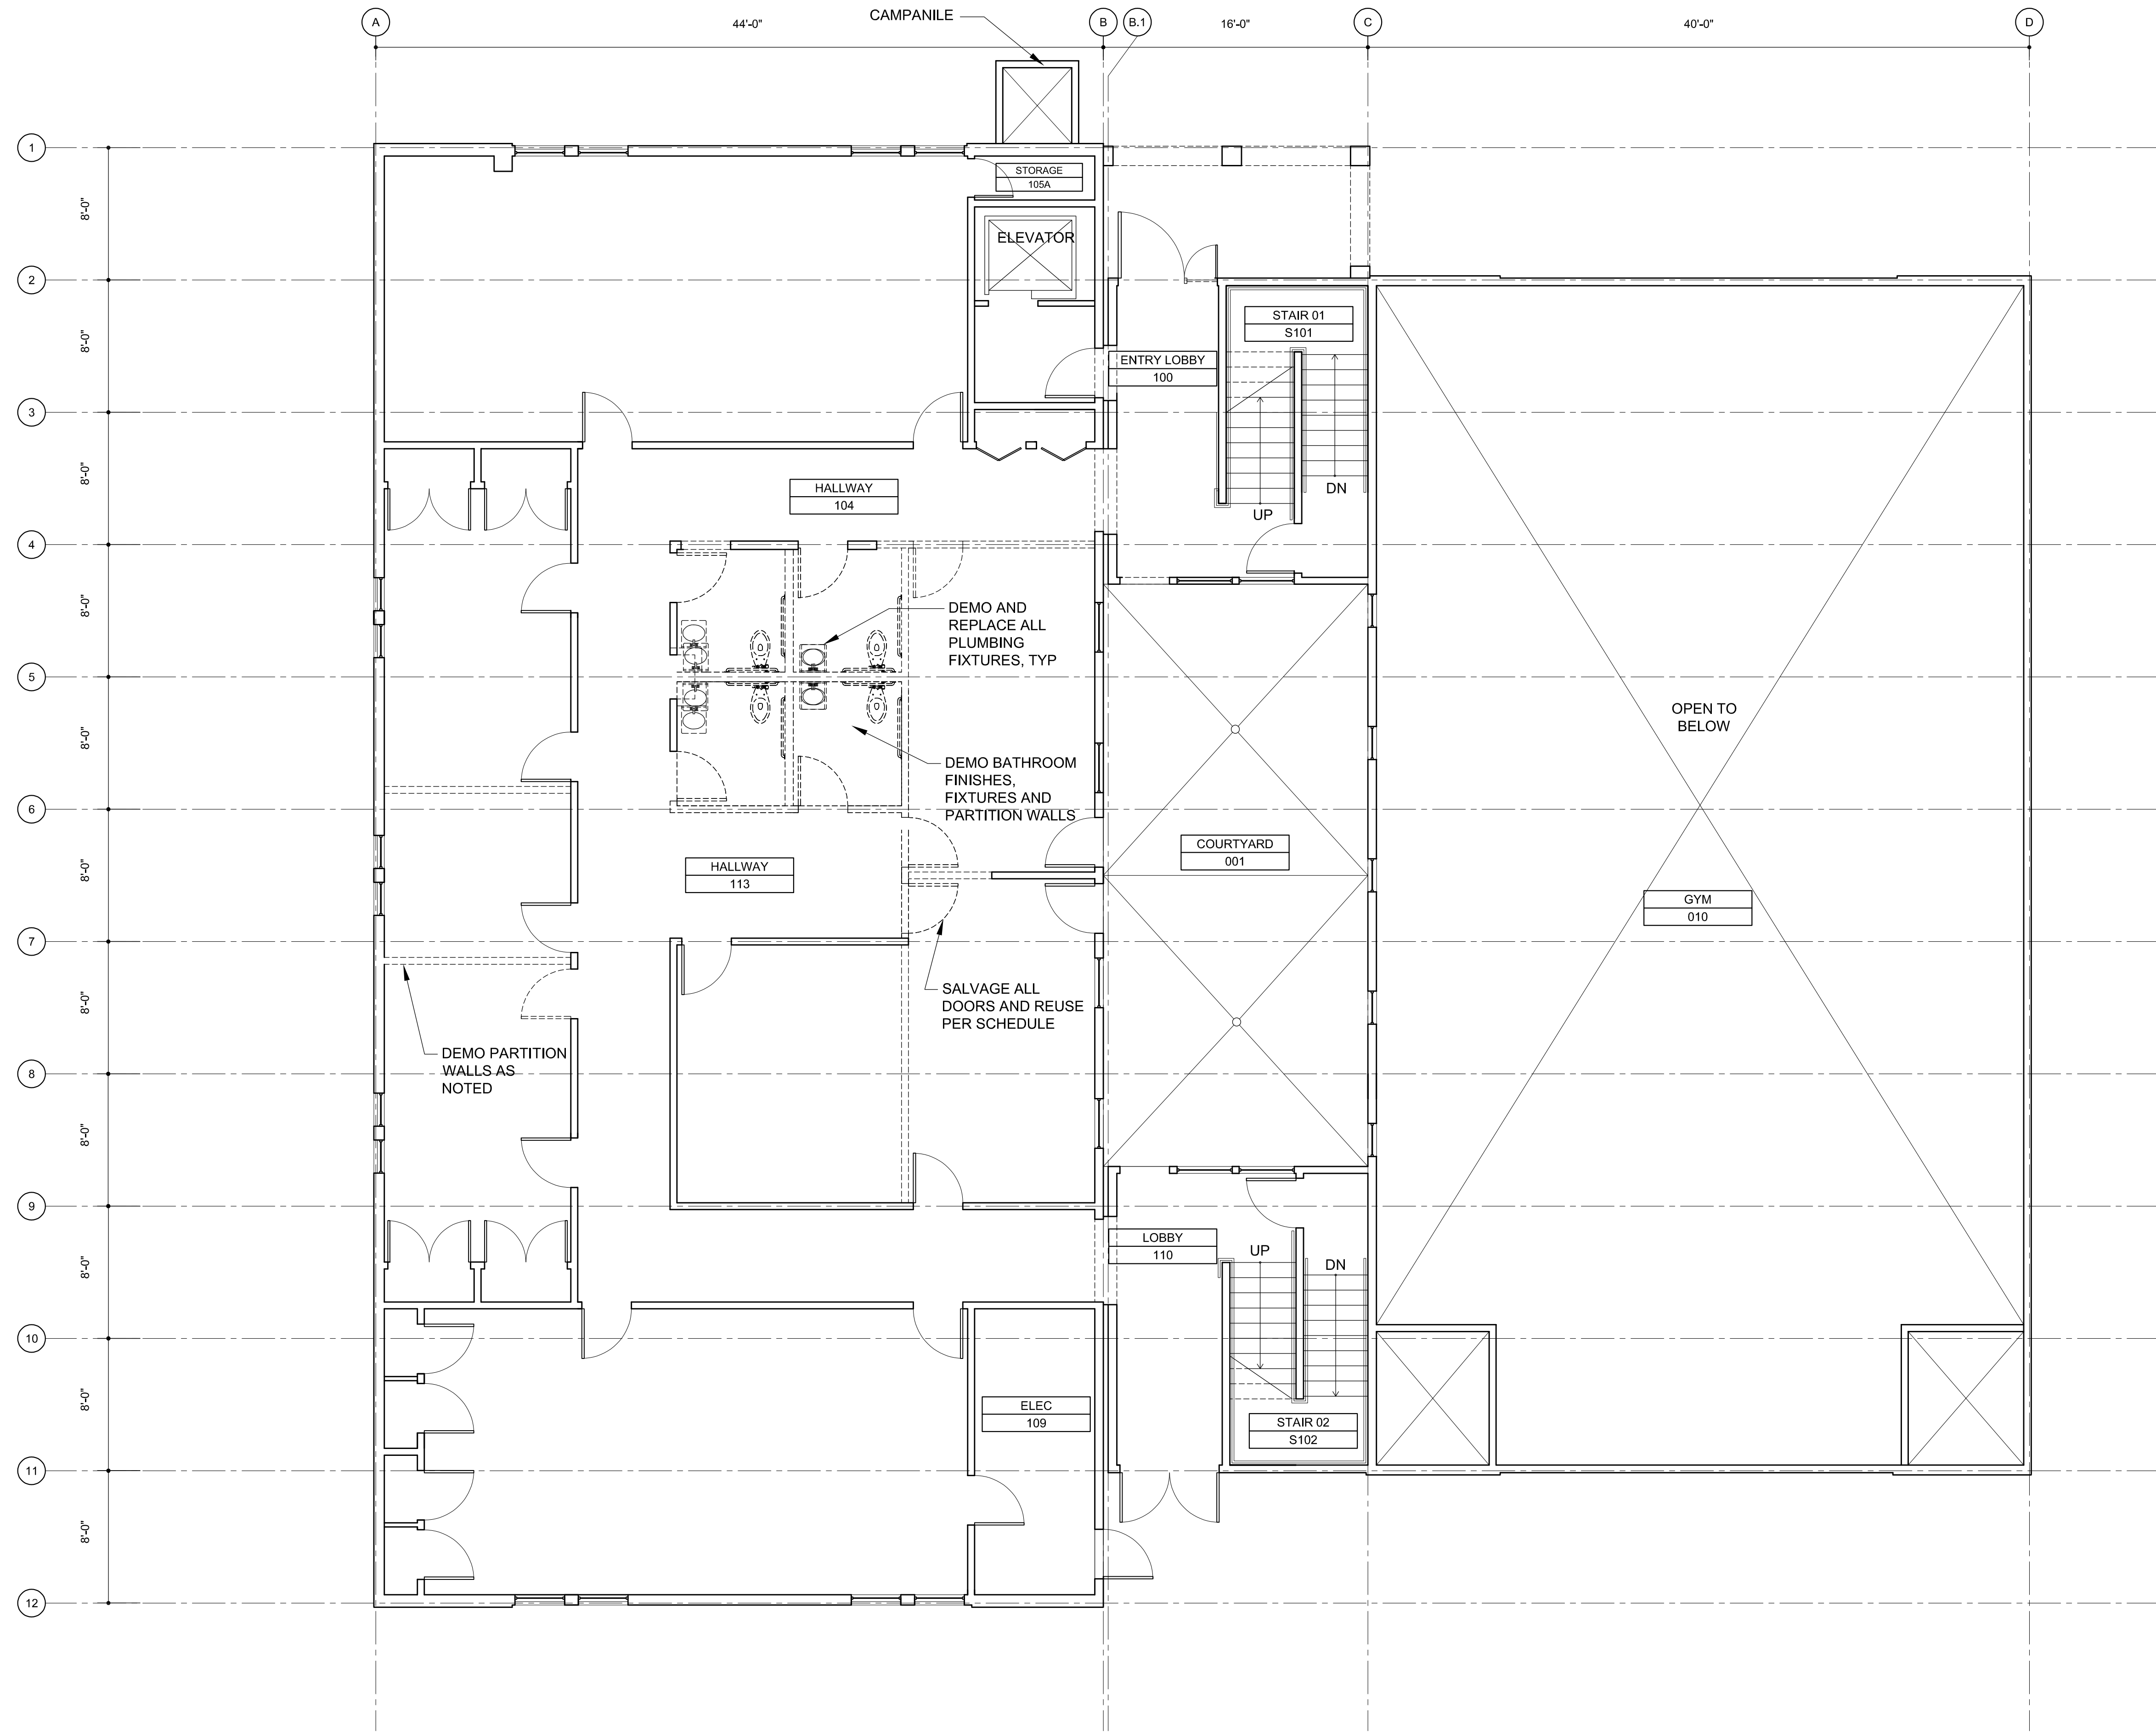 CAMPANILE
A
44'-0"
B
B.1
16'-0"
C
40'-0"
D
1
8'-0"
2
8'-0"
3
8'-0"
4
8'-0"
5
8'-0"
6
8'-0"
7
8'-0"
8
8'-0"
9
8'-0"
10
8'-0"
11
8'-0"
12
STORAGE
105A
ELEVATOR
STAIR 01
S101
ENTRY LOBBY
100
HALLWAY
104
DN
UP
DEMO AND
REPLACE ALL
PLUMBING
FIXTURES, TYP
OPEN TO
BELOW
DEMO BATHROOM
FINISHES,
FIXTURES AND
PARTITION WALLS
COURTYARD
001
HALLWAY
113
GYM
010
SALVAGE ALL
DOORS AND REUSE
PER SCHEDULE
DEMO PARTITION
WALLS AS
NOTED
LOBBY
110
UP
DN
ELEC
109
STAIR 02
S102